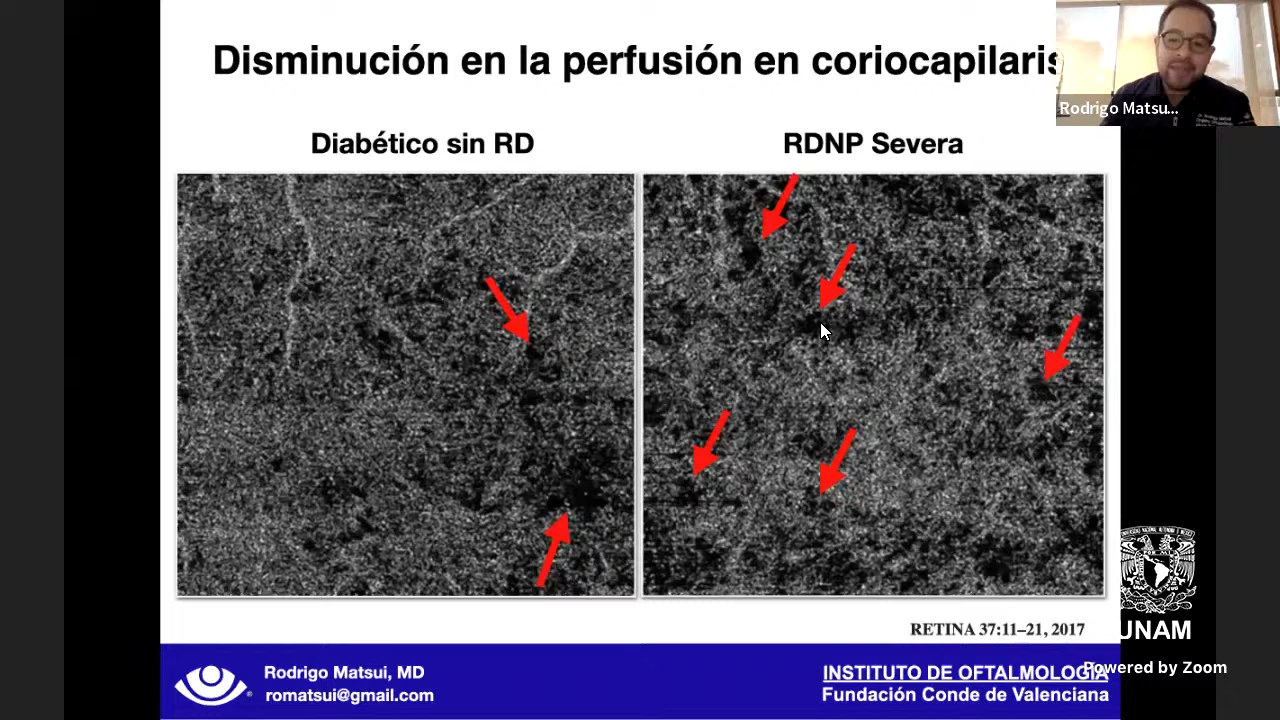 Disminución en la perfusión en coriocapilaris
Rodrigo Matsu...
Diabético sin RD
RDNP Severa
RETINA 37:11–21, 2017
UNAM
Rodrigo Matsui, MD
romatsui@gmail.com
INSTITUTO DE OFTALMOLOGÍA
Fundación Conde de Valenciana
Powered by Zoom